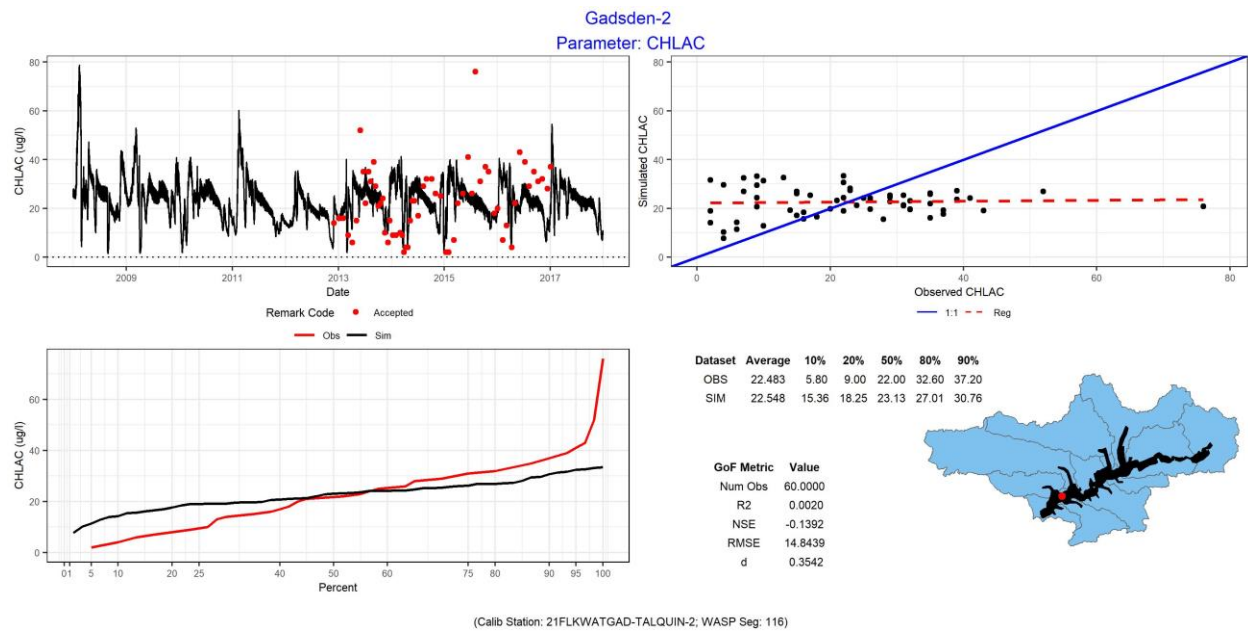 Gadsden-2
Parameter: CHLAC
80
60
40
20
0
CHLAC (ug/l)
2009
2011
2013
2015
2017
Date
Remark Code
Accepted
Obs
Sim
80
60
40
20
0
Simulated CHLAC
0
20
40
60
80
Observed CHLAC
1:1
Reg
60
40
20
0
CHLAC (ug/l)
01 5 10 20 25 40 50 60 75 80 90 95 100
Percent
Dataset Average 10% 20% 50% 80% 90%
OBS 22.483 5.80 9.00 22.00 32.60 37.20
SIM 22.548 15.36 18.25 23.13 27.01 30.76
GoF Metric Value
Num Obs 60.0000
R2 0.0020
NSE -0.1392
RMSE 14.8439
d 0.3542
(Calib Station: 21FLKWATGAD-TALQUIN-2; WASP Seg: 116)